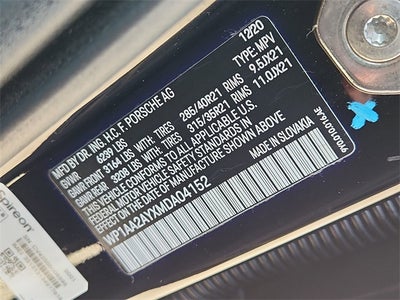 MFD BY DR. ING. H.C. F. PORSCHE AG 12/20
GVWR 6239 LBS TYPE: MPV
GAWR FRONT 3164 LBS WITH TIRES 285/40R21 RIMS 9.5JX21
GAWR REAR 3208 LBS WITH TIRES 315/35R21 RIMS 11.0JX21
THIS VEHICLE CONFORMS TO ALL APPLICABLE U.S.
FEDERAL MOTOR VEHICLE SAFETY STANDARDS IN
EFFECT ON THE DATE OF MANUFACTURE SHOWN ABOVE
WP1AA2AYXMDA04152 MADE IN SLOVAKIA